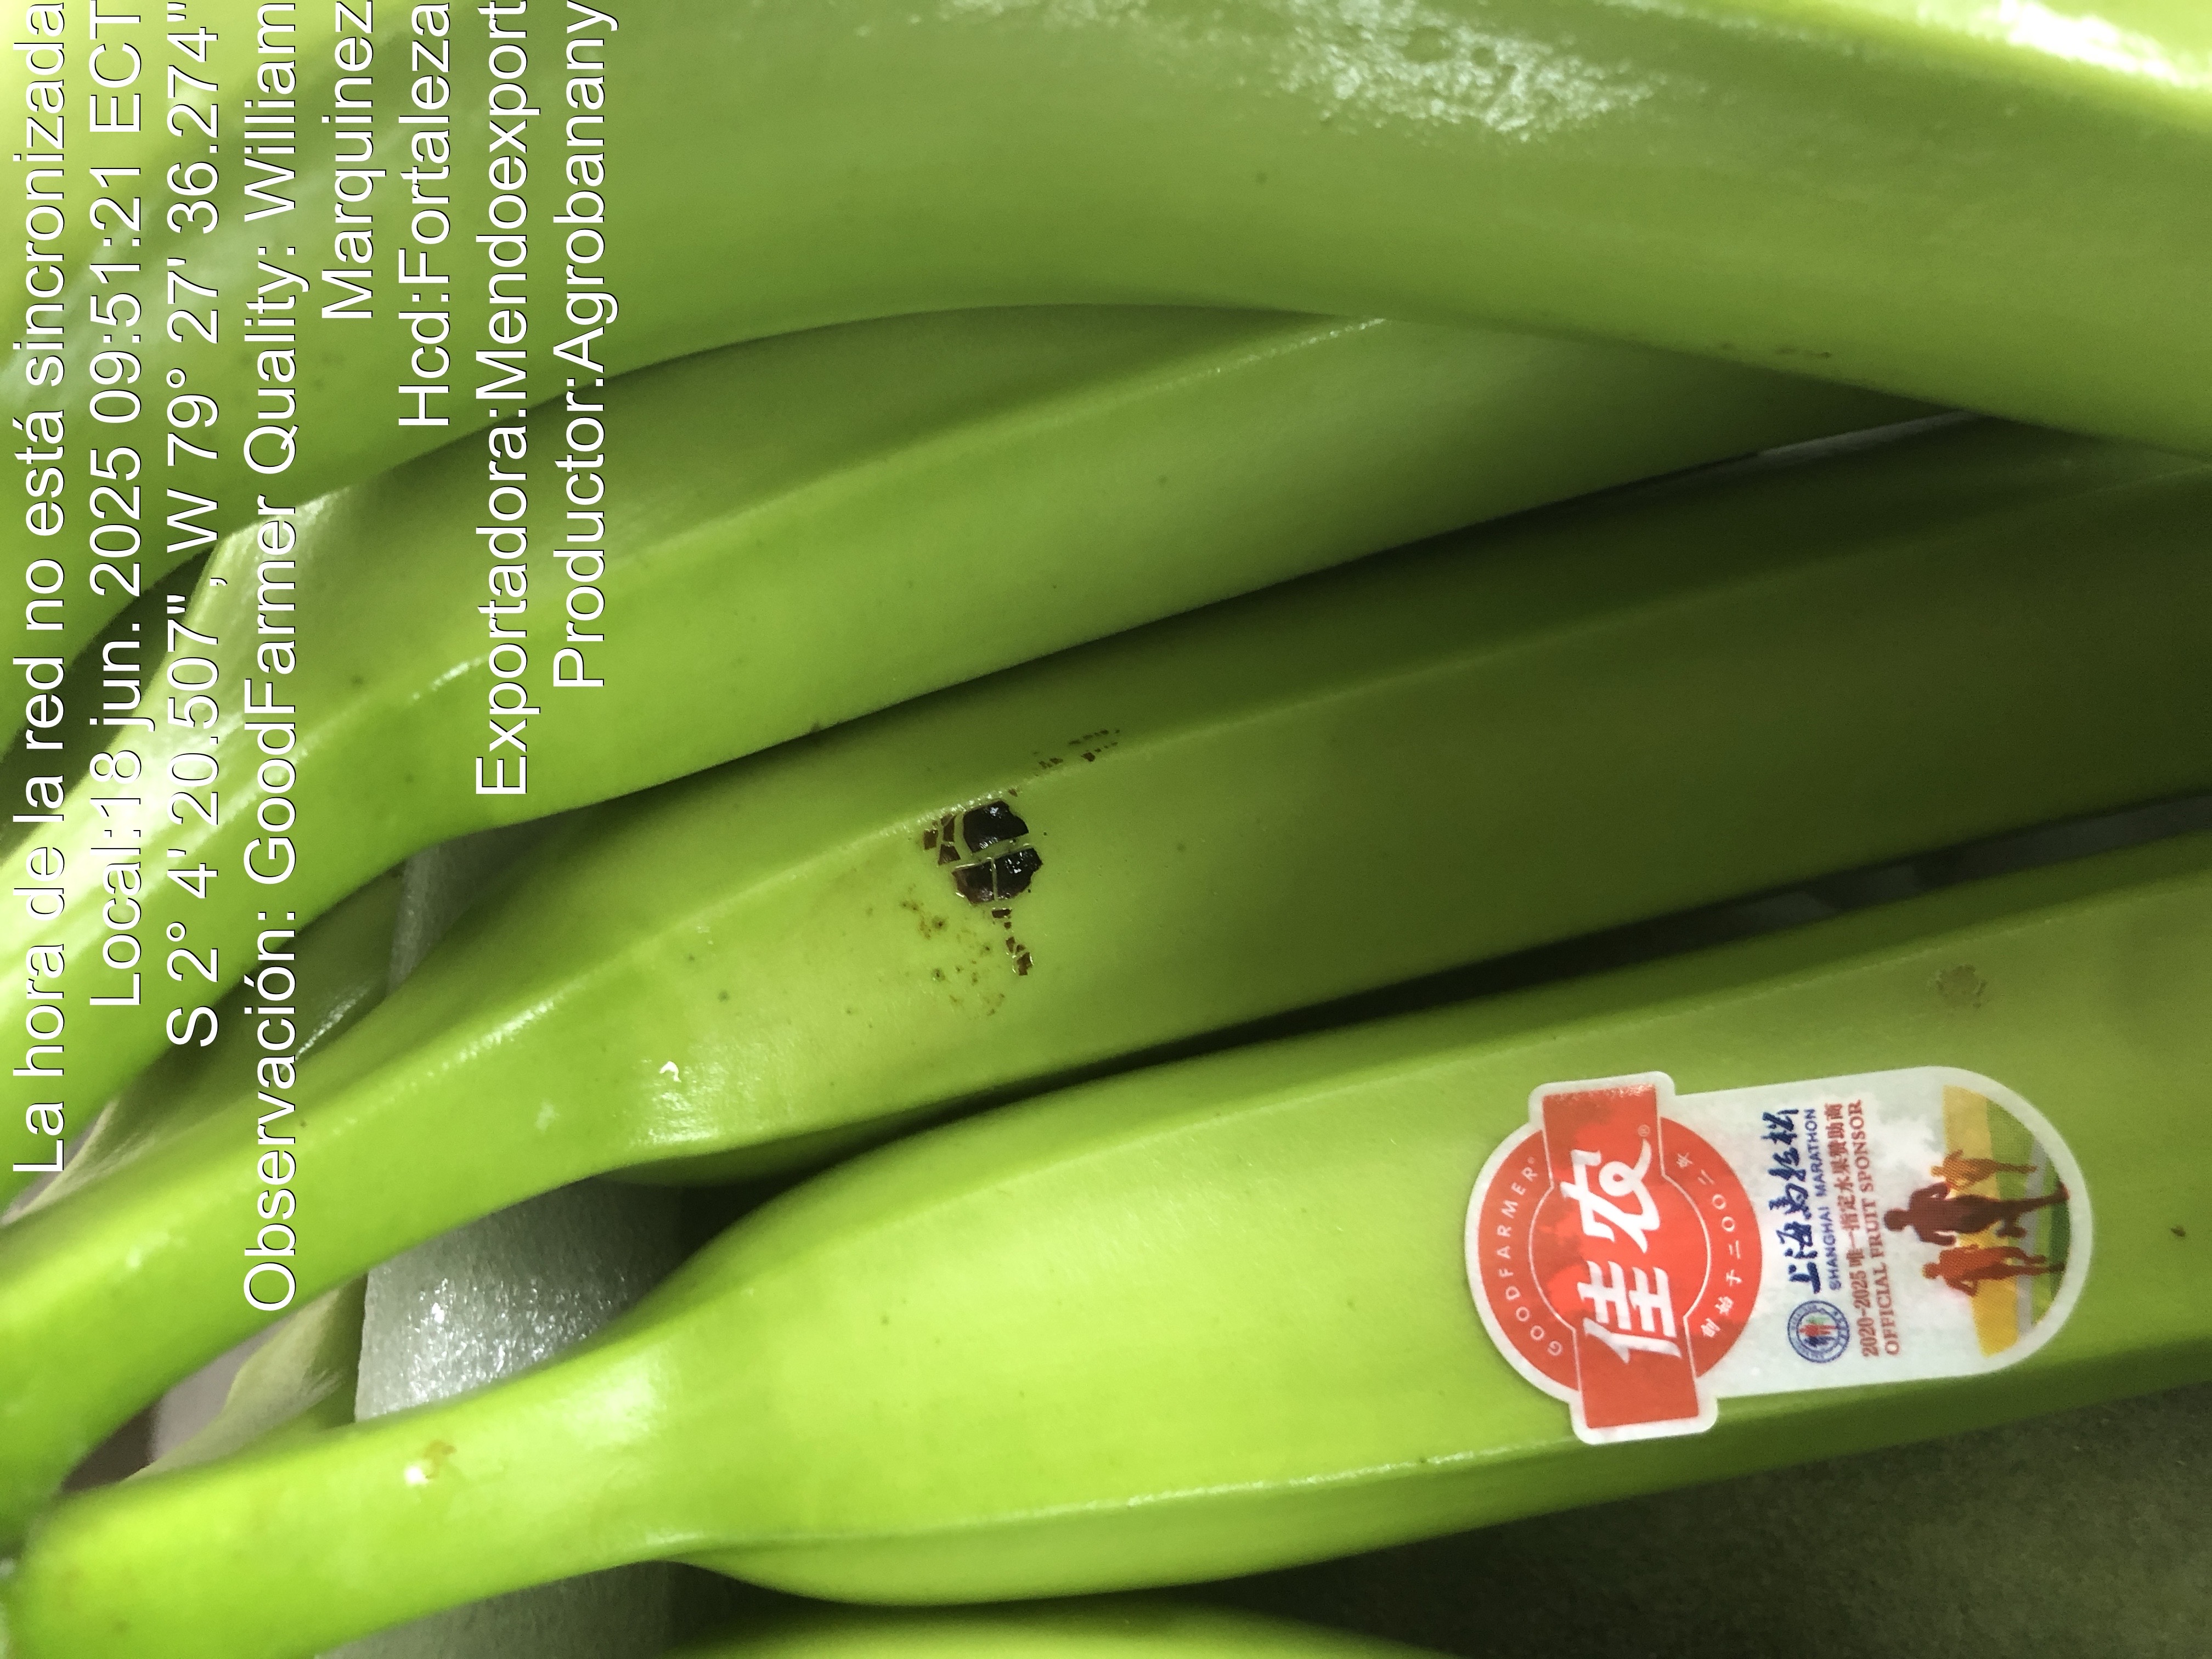 La hora de la red no está sincronizada
Local:18 jun. 2025 09:51:21 ECT
S 2° 4' 20.507", W 79° 27' 36.274"
Observación: GoodFarmer Quality: William
Marquinez
Hcd:Fortaleza
Exportadora:Mendoexport
Productor:Agrobanany
GOODFARMER®
佳农®
创始于二〇〇二年
上海马拉松
SHANGHAI MARATHON
2020-2025 唯一指定水果赞助商
OFFICIAL FRUIT SPONSOR